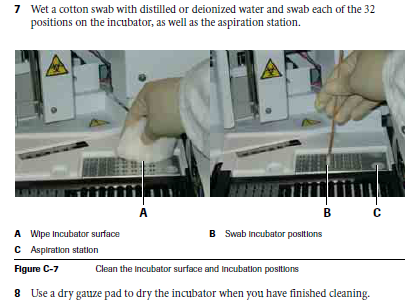 7 Wet a cotton swab with distilled or deionized water and swab each of the 32
positions on the incubator, as well as the aspiration station.
A B C
A Wipe incubator surface B Swab incubator positions
C Aspiration station
Figure C-7 Clean the incubator surface and incubation positions
8 Use a dry gauze pad to dry the incubator when you have finished cleaning.